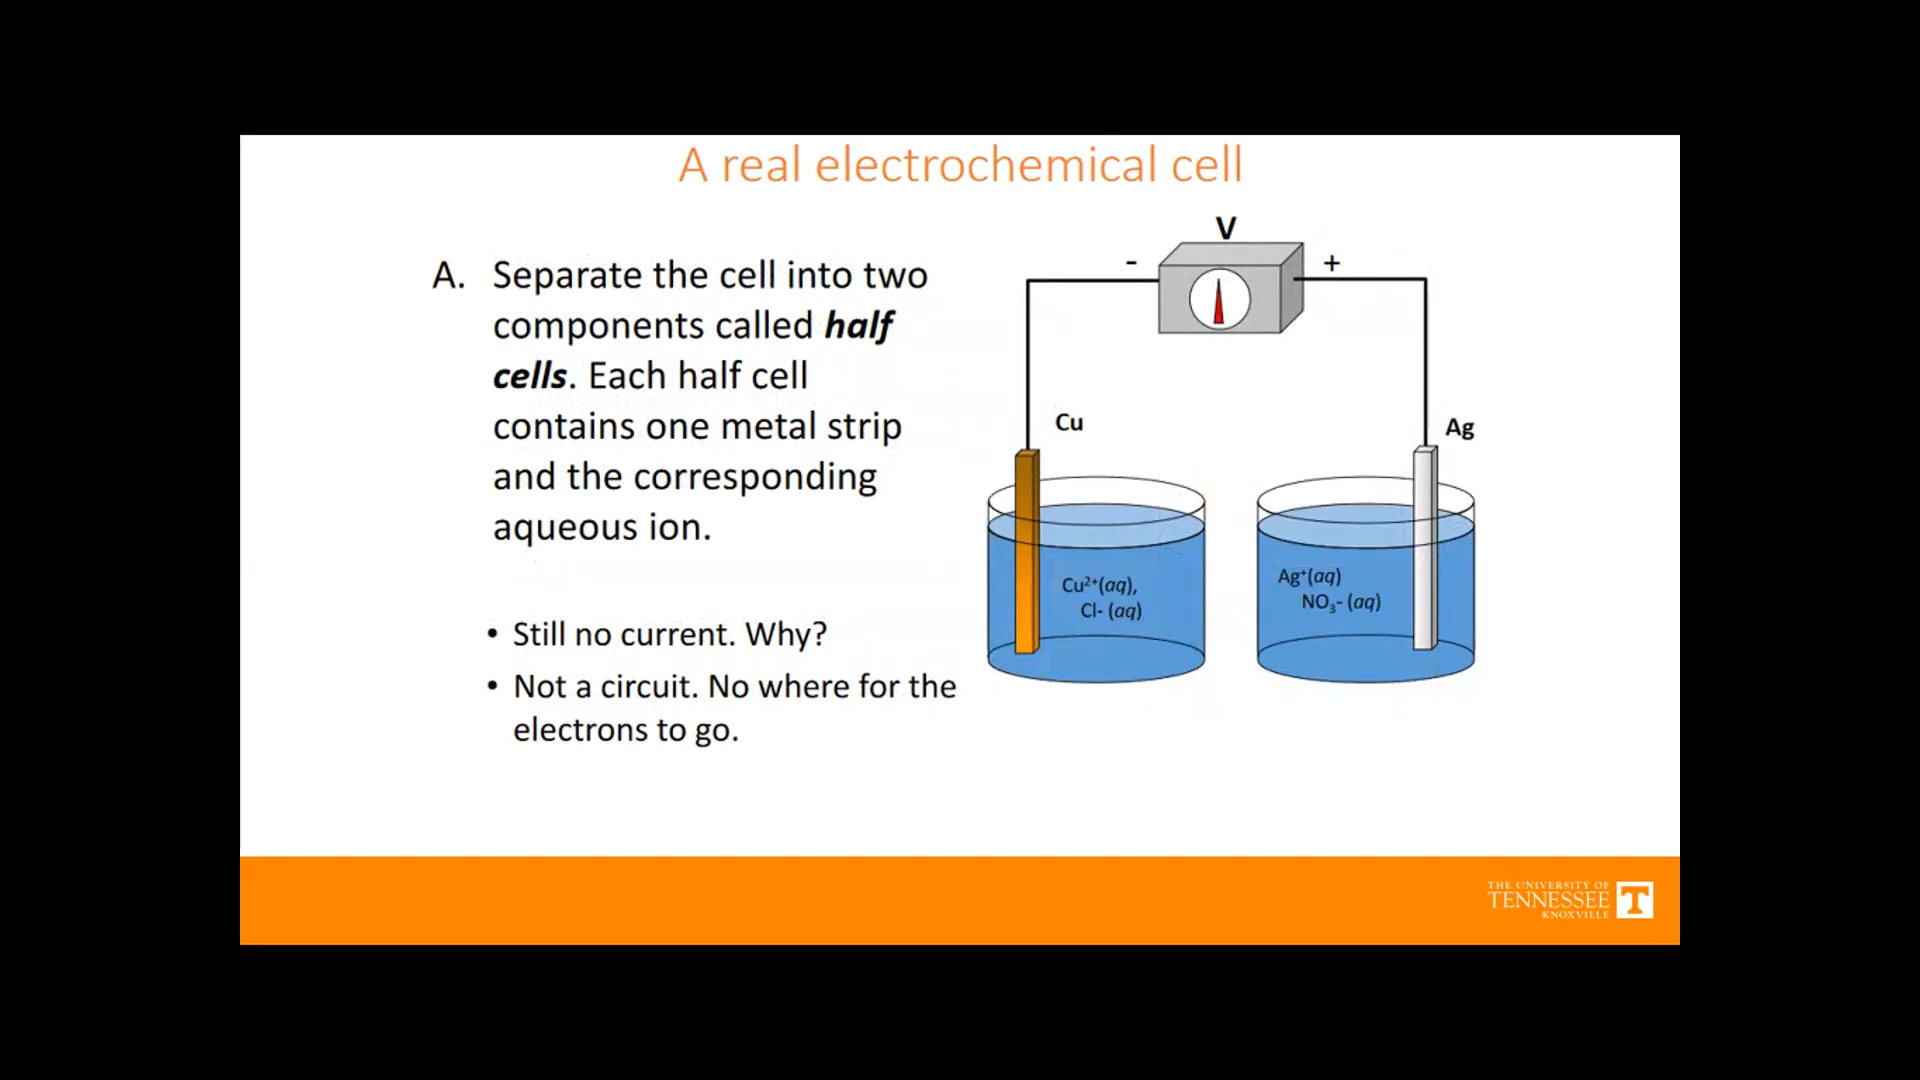 A real electrochemical cell
A. Separate the cell into two
components called half
cells. Each half cell
contains one metal strip
and the corresponding
aqueous ion.
• Still no current. Why?
• Not a circuit. No where for the
electrons to go.
V
- +
Cu
Ag
Cu²⁺(aq),
Cl- (aq)
Ag⁺(aq)
NO₃- (aq)
THE UNIVERSITY OF
TENNESSEE
KNOXVILLE
T